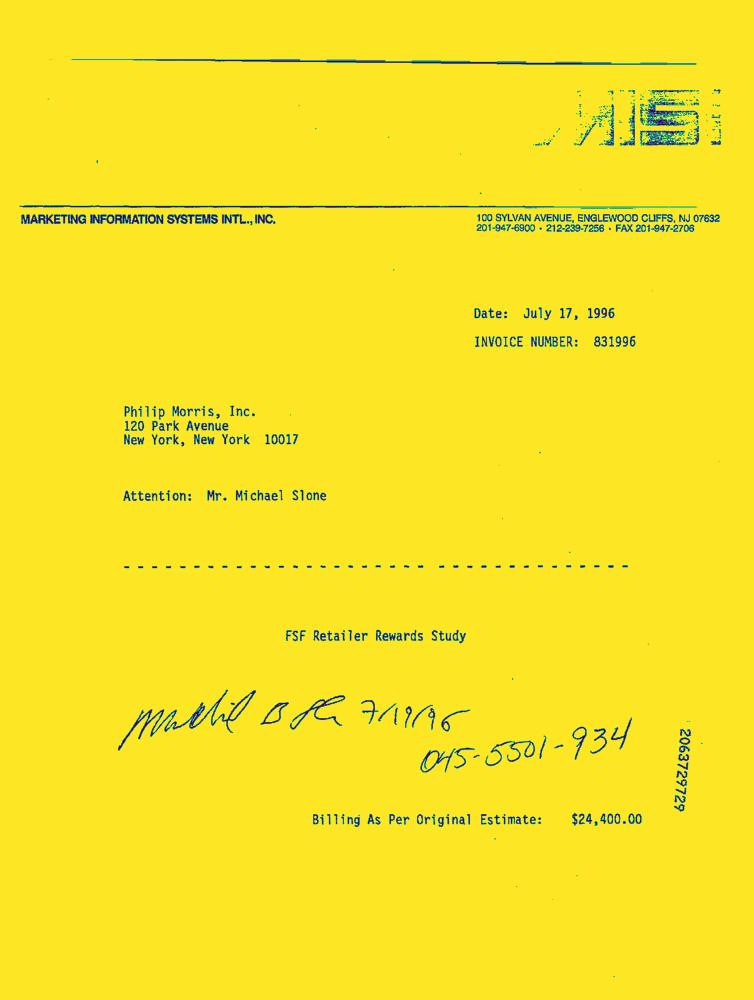 MARKETING INFORMATION SYSTEMS INTL., INC.
100 SYLVAN AVENUE, ENGLEWOOD CLIFFS, NJ 07632
201-947-6900 · 212-239-7256 · FAX 201-947-2706
Date: July 17, 1996
INVOICE NUMBER: 831996
Philip Morris, Inc.
120 Park Avenue
New York, New York 10017
Attention: Mr. Michael Slone
FSF Retailer Rewards Study
7/19/96
045-5501-934
2063729729
Billing As Per Original Estimate: $24,400.00